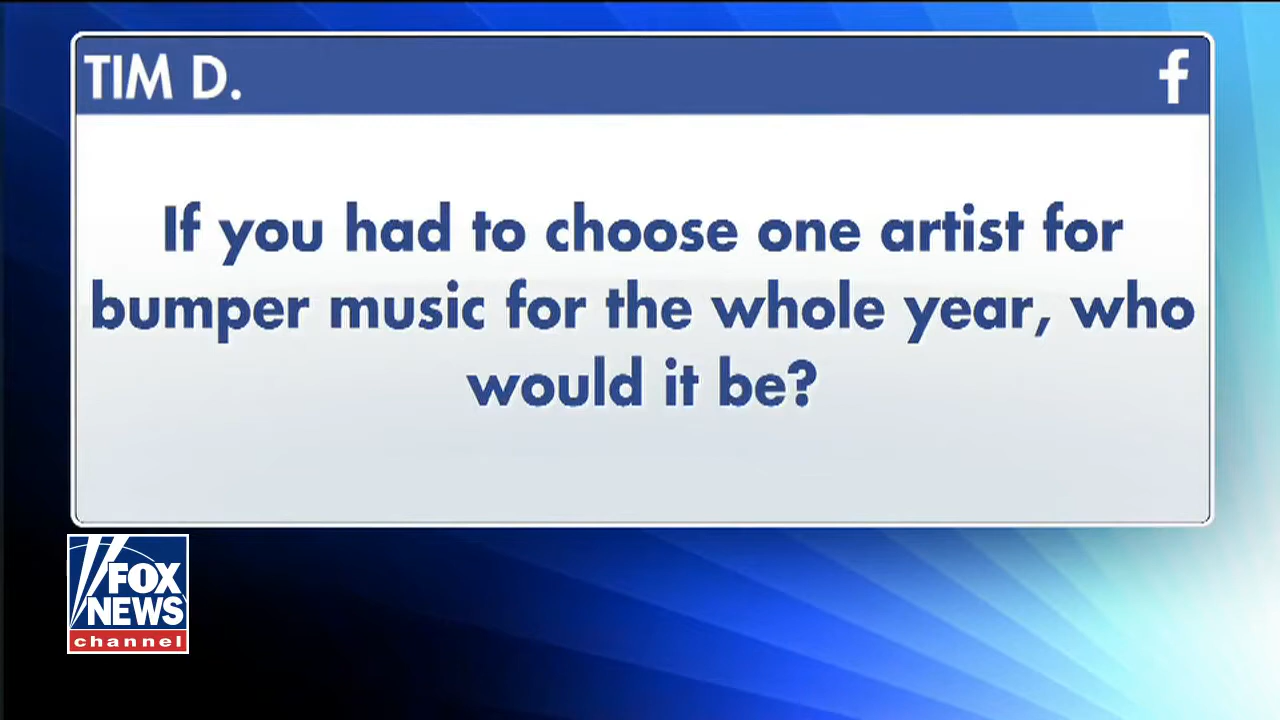 TIM D.
f
If you had to choose one artist for
bumper music for the whole year, who
would it be?
FOX
NEWS
channel